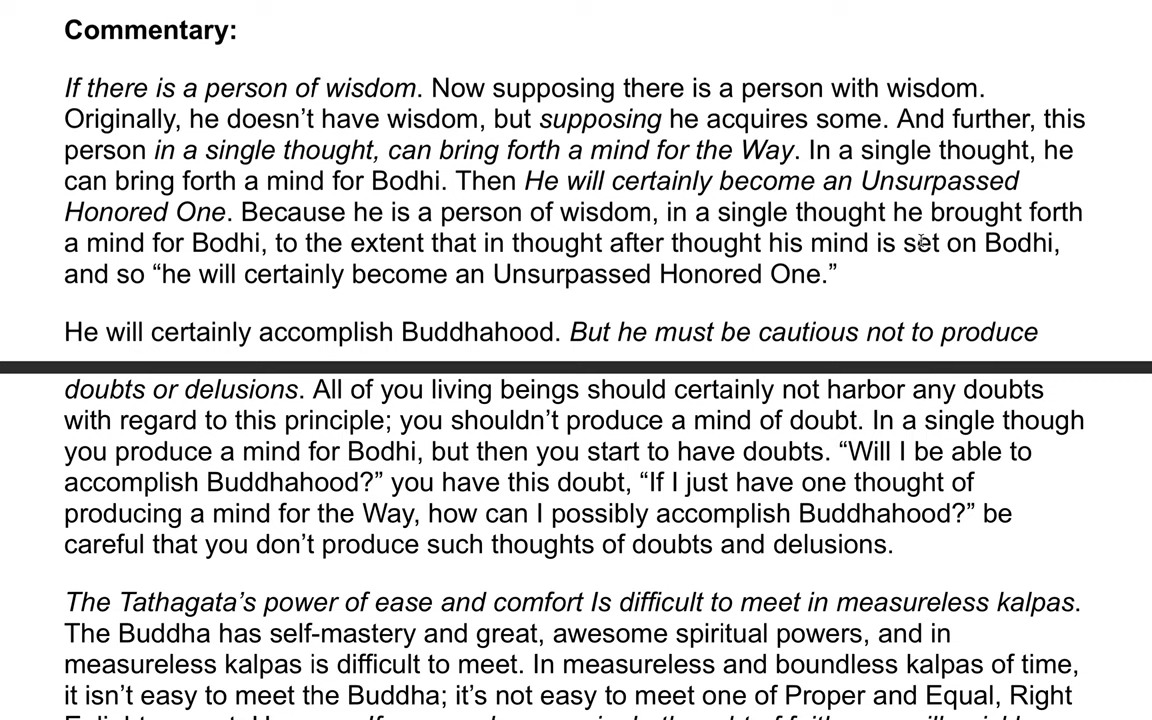 Commentary:
If there is a person of wisdom. Now supposing there is a person with wisdom.
Originally, he doesn’t have wisdom, but supposing he acquires some. And further, this
person in a single thought, can bring forth a mind for the Way. In a single thought, he
can bring forth a mind for Bodhi. Then He will certainly become an Unsurpassed
Honored One. Because he is a person of wisdom, in a single thought he brought forth
a mind for Bodhi, to the extent that in thought after thought his mind is set on Bodhi,
and so “he will certainly become an Unsurpassed Honored One.”
He will certainly accomplish Buddhahood. But he must be cautious not to produce
doubts or delusions. All of you living beings should certainly not harbor any doubts
with regard to this principle; you shouldn’t produce a mind of doubt. In a single though
you produce a mind for Bodhi, but then you start to have doubts. “Will I be able to
accomplish Buddhahood?” you have this doubt, “If I just have one thought of
producing a mind for the Way, how can I possibly accomplish Buddhahood?” be
careful that you don’t produce such thoughts of doubts and delusions.
The Tathagata’s power of ease and comfort Is difficult to meet in measureless kalpas.
The Buddha has self-mastery and great, awesome spiritual powers, and in
measureless kalpas is difficult to meet. In measureless and boundless kalpas of time,
it isn’t easy to meet the Buddha; it’s not easy to meet one of Proper and Equal, Right